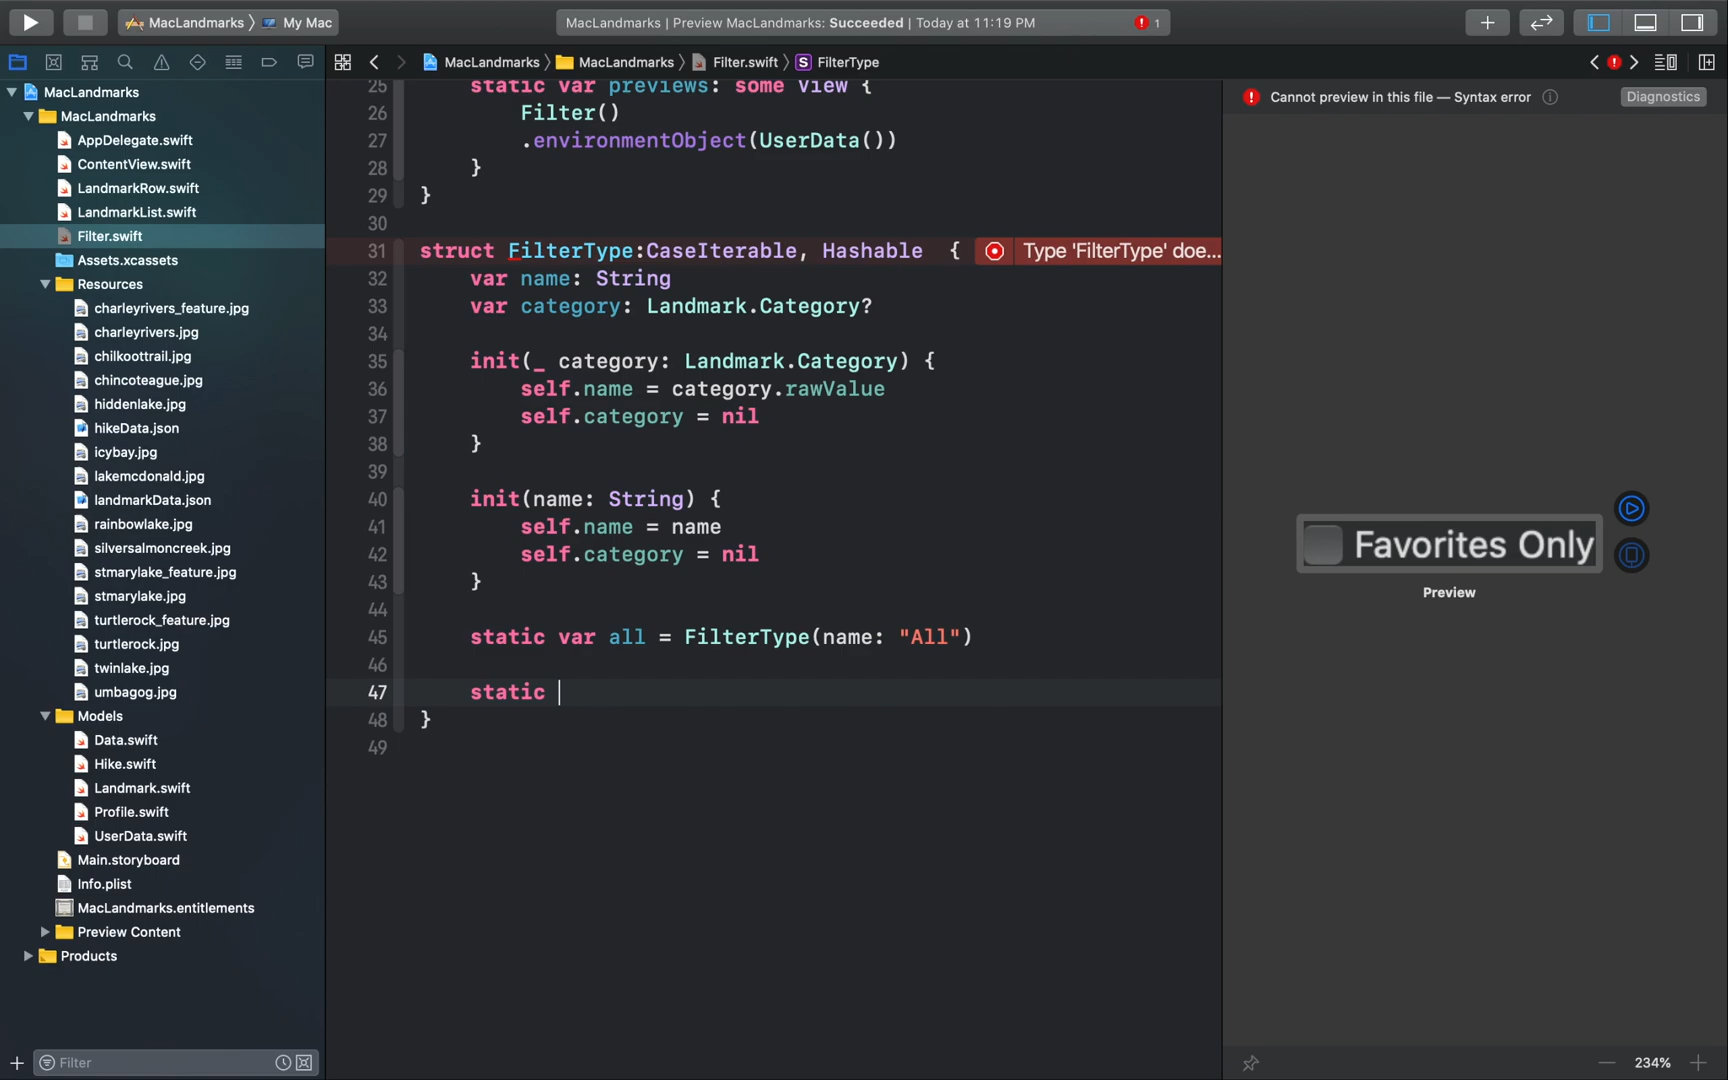 MacLandmarks 〉 My Mac
MacLandmarks | Preview MacLandmarks: Succeeded | Today at 11:19 PM
1
MacLandmarks 〉 MacLandmarks 〉 Filter.swift 〉 S FilterType
MacLandmarks
MacLandmarks
AppDelegate.swift
ContentView.swift
LandmarkRow.swift
LandmarkList.swift
Filter.swift
Assets.xcassets
Resources
charleyrivers_feature.jpg
charleyrivers.jpg
chilkoottrail.jpg
chincoteague.jpg
hiddenlake.jpg
hikeData.json
icybay.jpg
lakemcdonald.jpg
landmarkData.json
rainbowlake.jpg
silversalmoncreek.jpg
stmarylake_feature.jpg
stmarylake.jpg
turtlerock_feature.jpg
turtlerock.jpg
twinlake.jpg
umbagog.jpg
Models
Data.swift
Hike.swift
Landmark.swift
Profile.swift
UserData.swift
Main.storyboard
Info.plist
MacLandmarks.entitlements
Preview Content
Products
Filter
25 static var previews: some View {
26 Filter()
27 .environmentObject(UserData())
28 }
29 }
30
31 struct FilterType:CaseIterable, Hashable  { Type 'FilterType' doe...
32 var name: String
33 var category: Landmark.Category?
34
35 init(_ category: Landmark.Category) {
36 self.name = category.rawValue
37 self.category = nil
38 }
39
40 init(name: String) {
41 self.name = name
42 self.category = nil
43 }
44
45 static var all = FilterType(name: "All")
46
47 static
48 }
49
Cannot preview in this file — Syntax error
Diagnostics
Favorites Only
Preview
234%